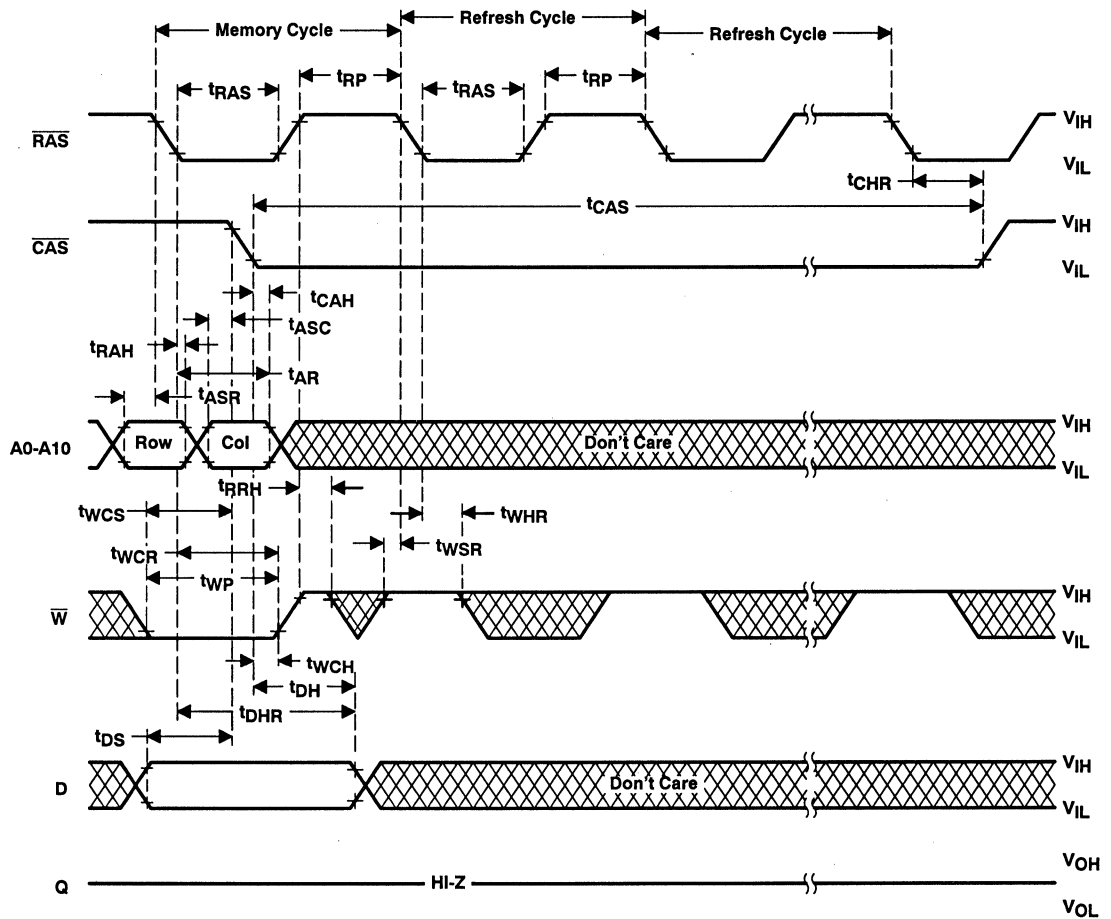 Memory Cycle
Refresh Cycle
Refresh Cycle
tRAS
tRP
tRAS
tRP
RAS
VIH
VIL
tCHR
tCAS
CAS
VIH
VIL
tCAH
tASC
tRAH
tAR
tASR
A0-A10
Row
Col
Don't Care
VIH
VIL
tRRH
tWCS
tWHR
tWSR
tWCR
tWP
W
VIH
VIL
tWCH
tDH
tDHR
tDS
D
Don't Care
VIH
VIL
Q
HI-Z
VOH
VOL